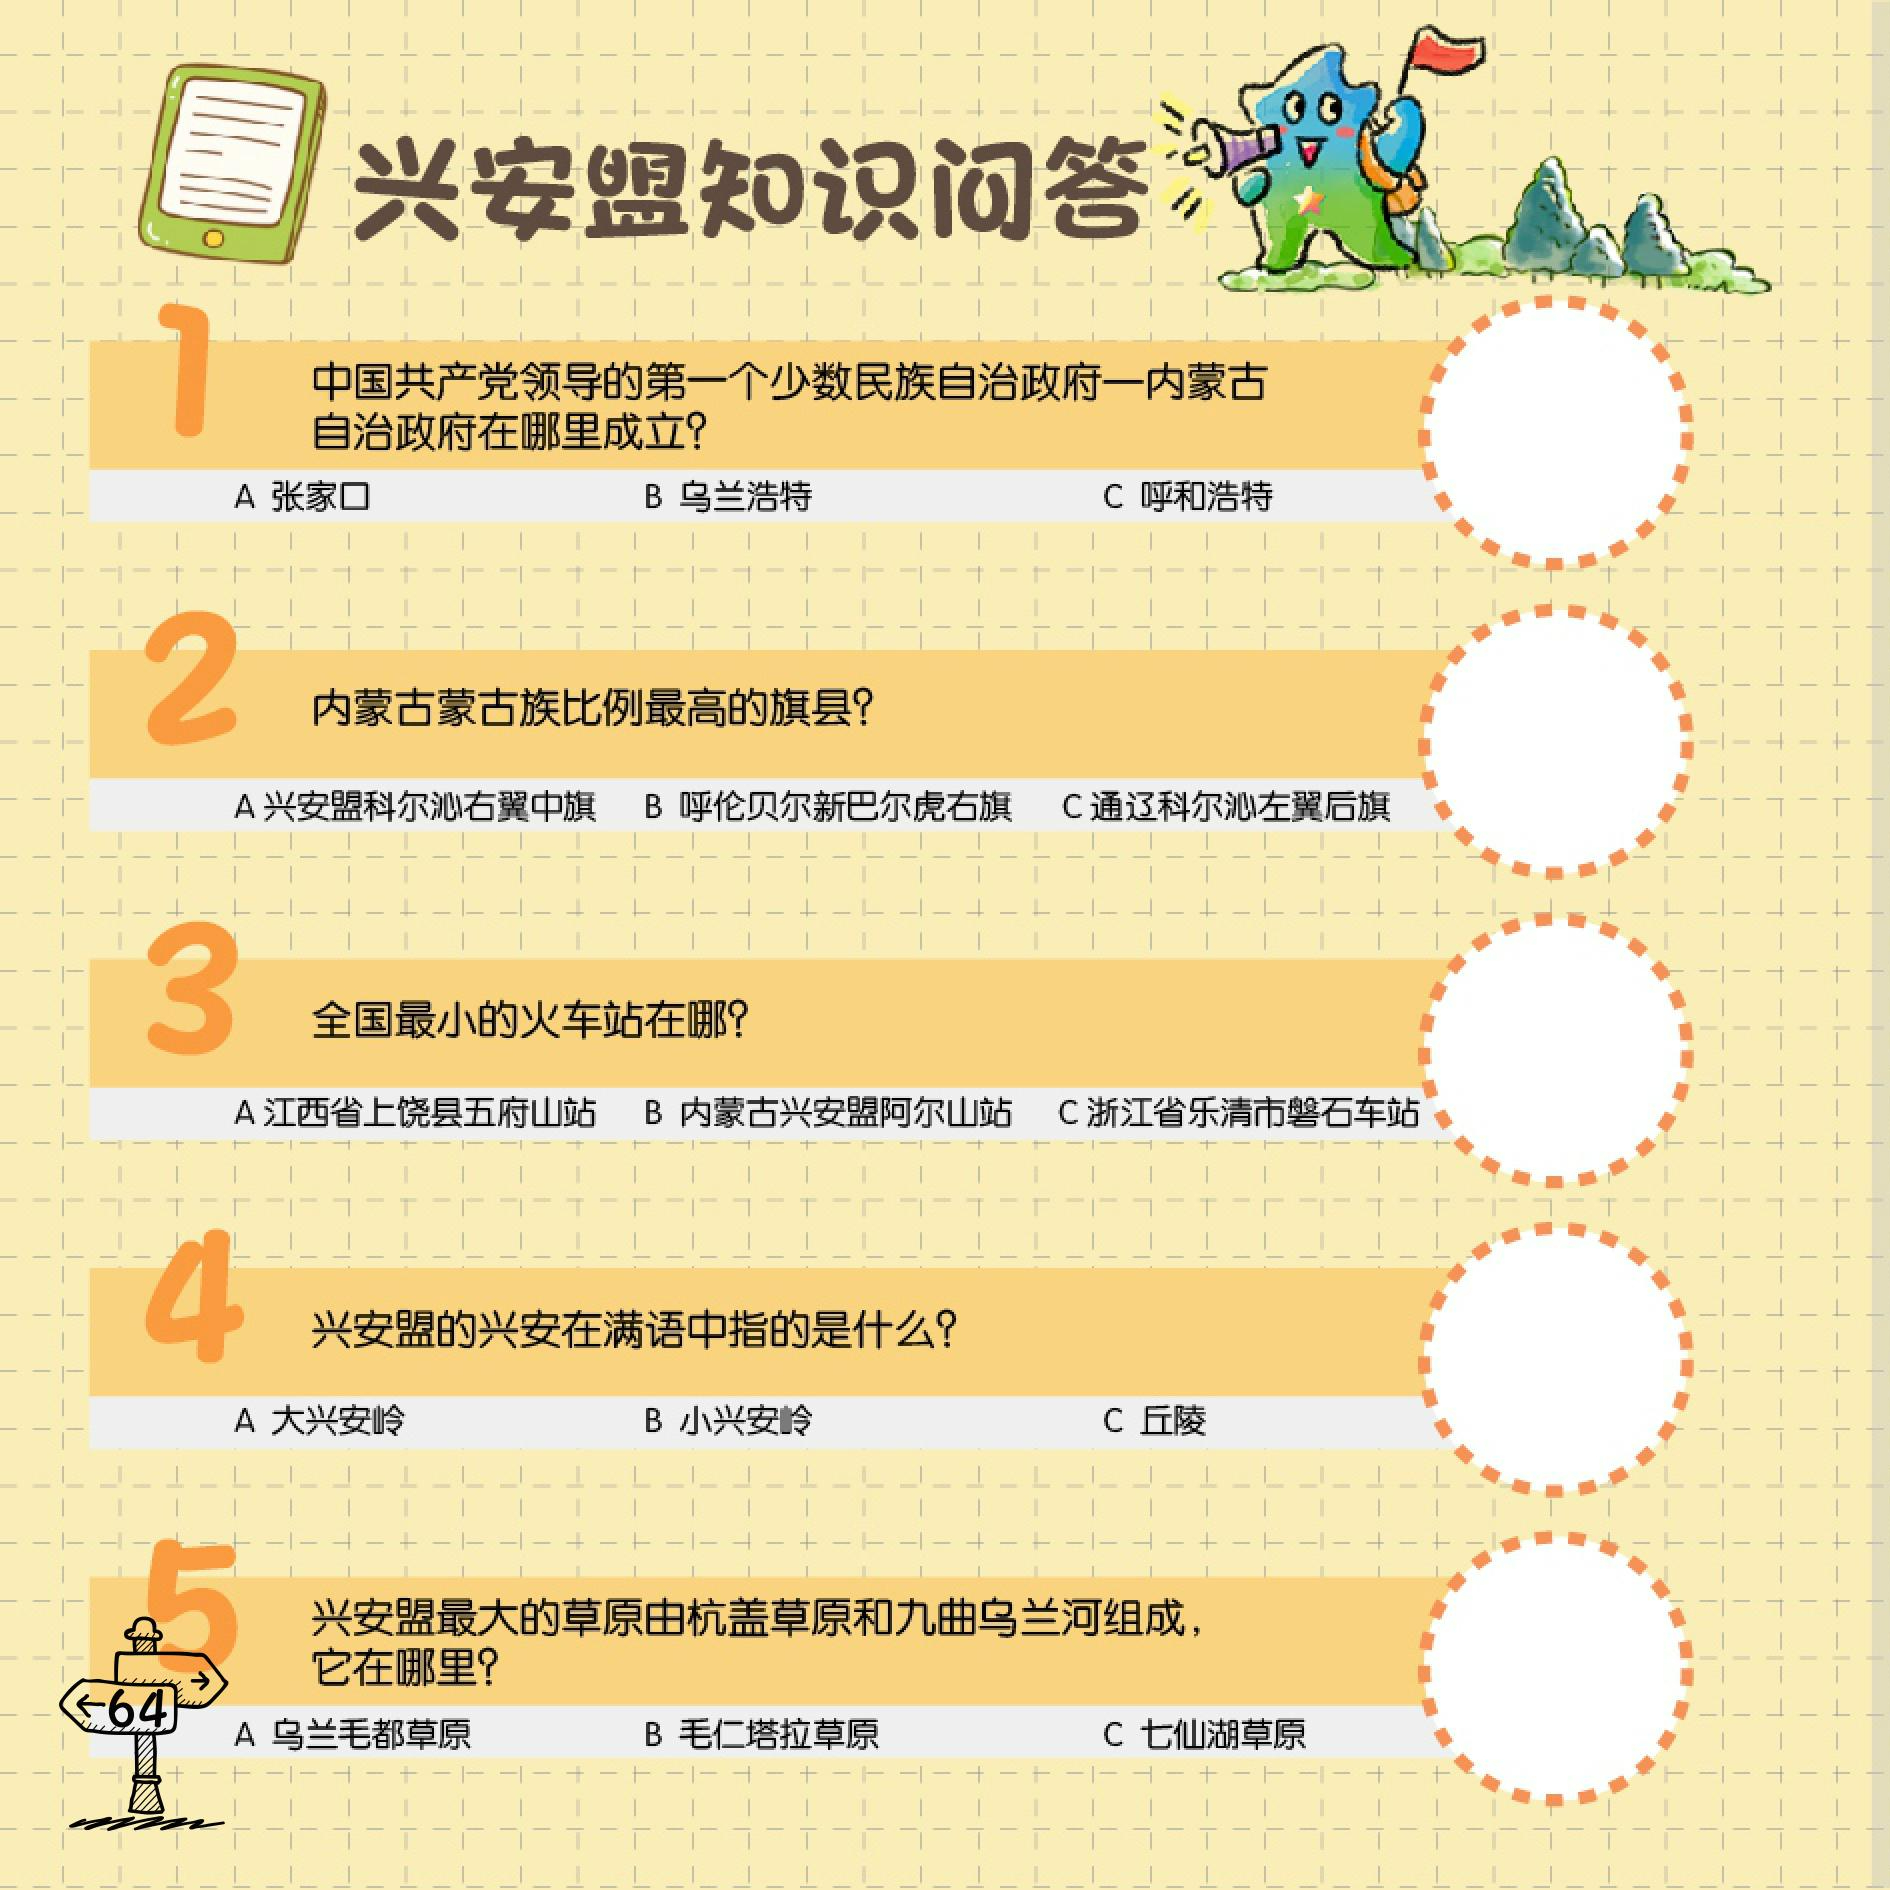 兴安盟知识问答
1
中国共产党领导的第一个少数民族自治政府—内蒙古
自治政府在哪里成立?
A 张家口 B 乌兰浩特 C 呼和浩特
2
内蒙古蒙古族比例最高的旗县?
A 兴安盟科尔沁右翼中旗 B 呼伦贝尔新巴尔虎右旗 C 通辽科尔沁左翼后旗
3
全国最小的火车站在哪?
A 江西省上饶县五府山站 B 内蒙古兴安盟阿尔山站 C 浙江省乐清市磐石车站
4
兴安盟的兴安在满语中指的是什么?
A 大兴安岭 B 小兴安岭 C 丘陵
5
兴安盟最大的草原由杭盖草原和九曲乌兰河组成,
它在哪里?
A 乌兰毛都草原 B 毛仁塔拉草原 C 七仙湖草原
64